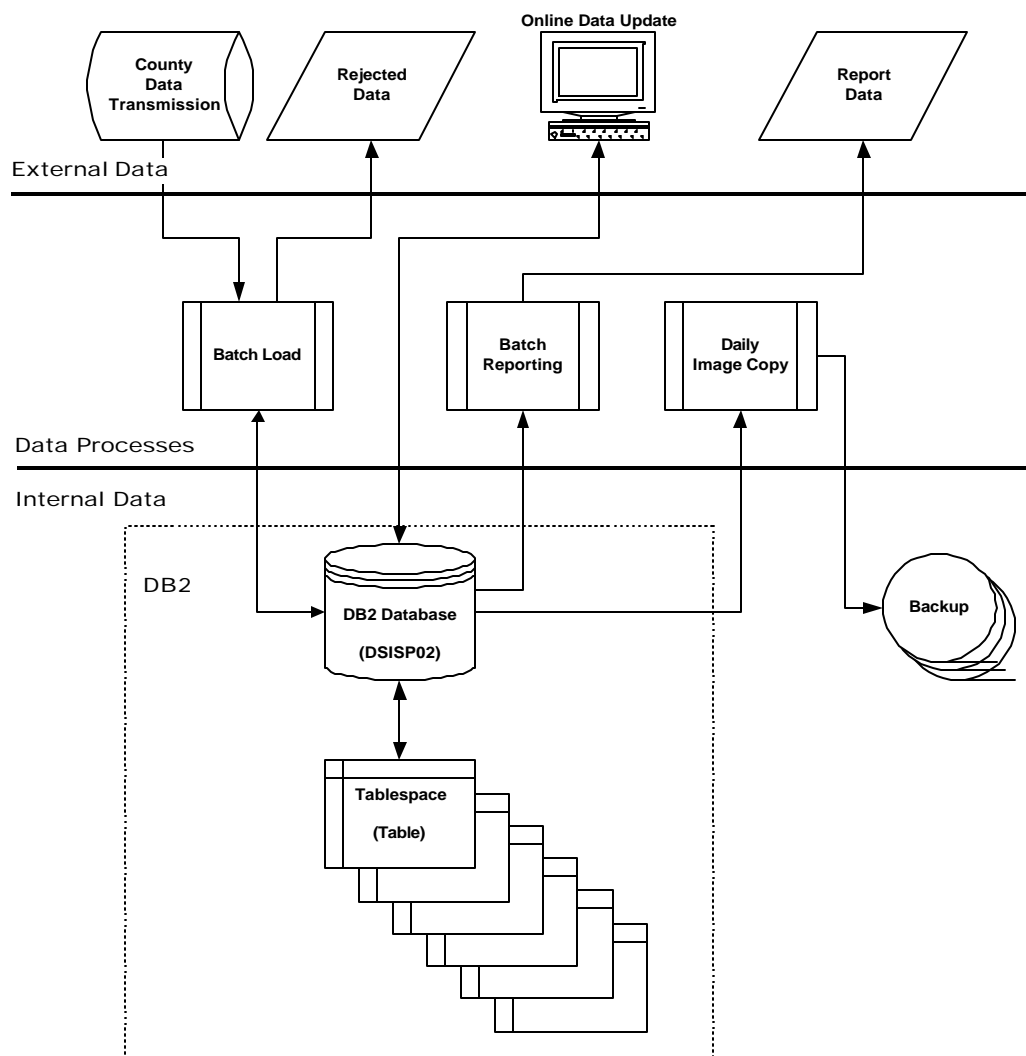 Online Data Update
County
Data
Transmission
Rejected
Data
Report
Data
External Data
Batch Load
Batch
Reporting
Daily
Image Copy
Data Processes
Internal Data
DB2
DB2 Database
(DSISP02)
Backup
Tablespace
(Table)